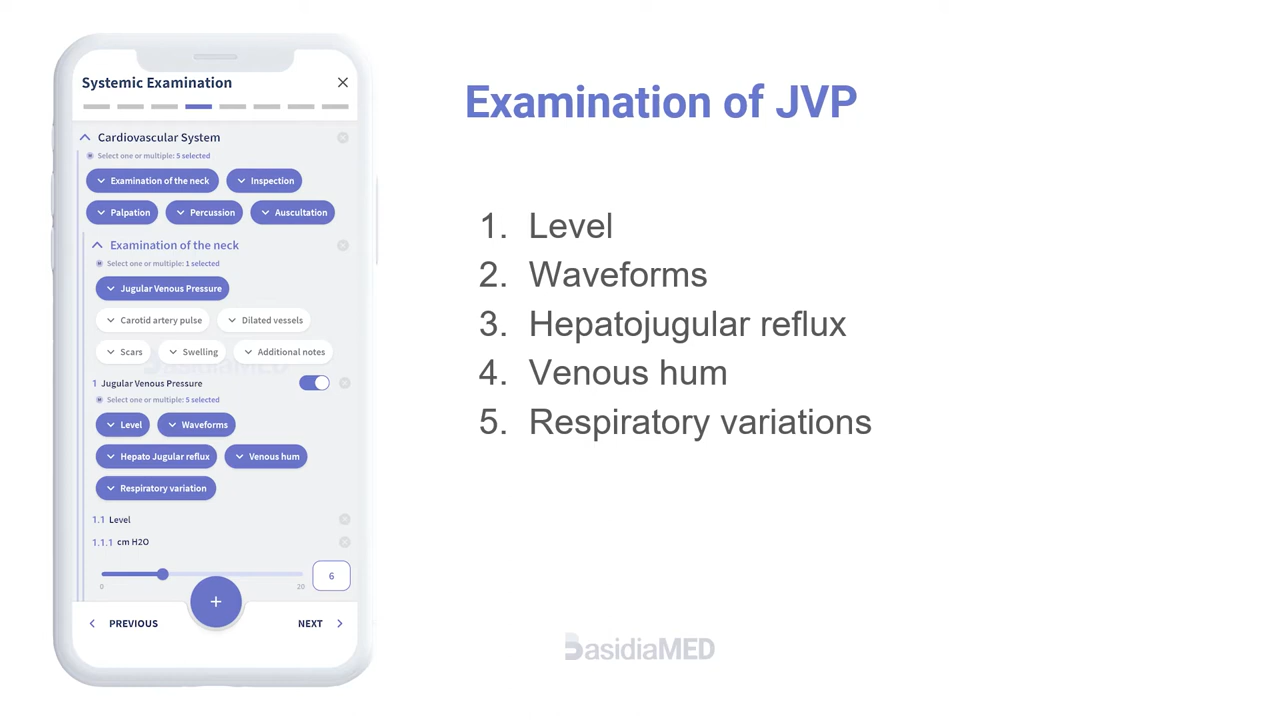 Systemic Examination
Cardiovascular System
Select one or multiple: 5 selected
Examination of the neck
Inspection
Palpation
Percussion
Auscultation
Examination of the neck
Select one or multiple: 1 selected
Jugular Venous Pressure
Carotid artery pulse
Dilated vessels
Scars
Swelling
Additional notes
BasidiaMED
1 Jugular Venous Pressure
Select one or multiple: 5 selected
Level
Waveforms
Hepato Jugular reflux
Venous hum
Respiratory variation
1.1 Level
1.1.1 cm H2O
6
0
20
+
PREVIOUS
NEXT
Examination of JVP
1. Level
2. Waveforms
3. Hepatojugular reflux
4. Venous hum
5. Respiratory variations
BasidiaMED